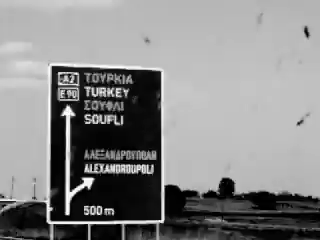 A2 ΤΟΥΡΚΙΑ
E90 TURKEY
ΣΟΥΦΛΙ
SOUFLI
ΑΛΕΞΑΝΔΡΟΥΠΟΛΗ
ALEXANDROUPOLI
500 m